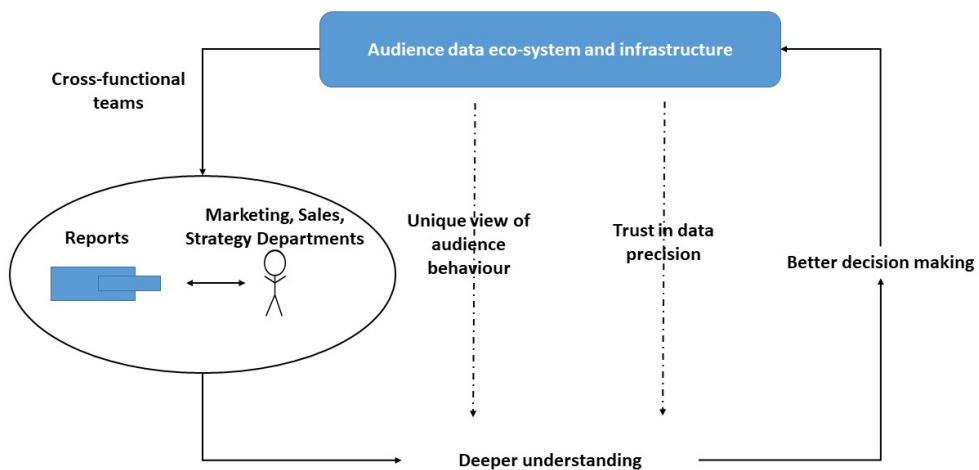 Audience data eco-system and infrastructure
Cross-functional
teams
Marketing, Sales,
Strategy Departments
Reports
Unique view of
audience
behaviour
Trust in data
precision
Better decision making
Deeper understanding